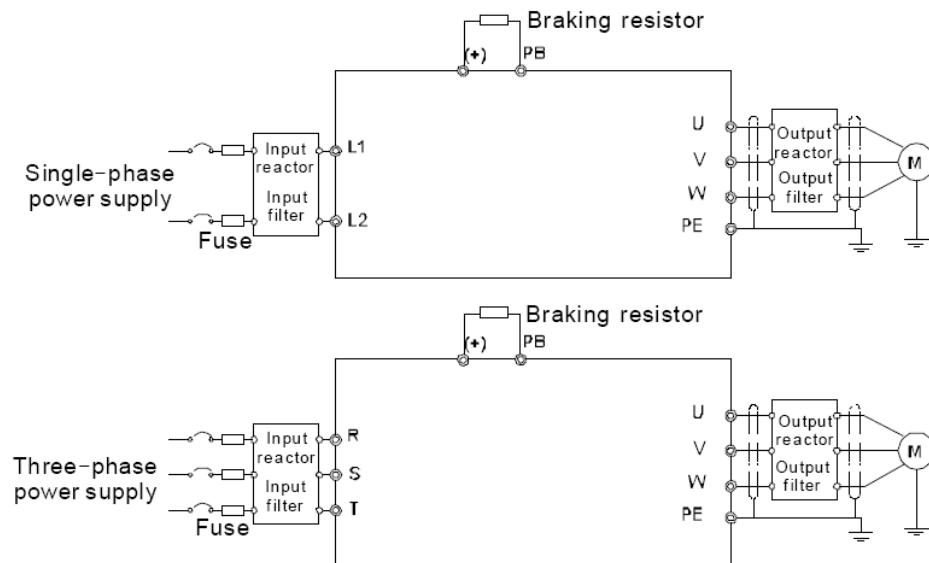 Braking resistor
(+) PB
Single-phase
power supply
Fuse
Input
reactor
Input
filter
L1
L2
U
V
W
PE
Output
reactor
Output
filter
M
Braking resistor
(+) PB
Three-phase
power supply
Fuse
Input
reactor
Input
filter
R
S
T
U
V
W
PE
Output
reactor
Output
filter
M